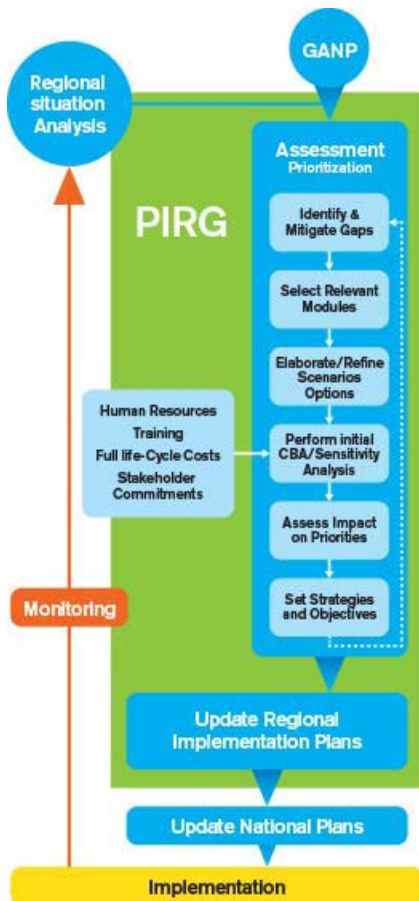 GANP
Regional
situation
Analysis
Assessment
Prioritization
PIRG
Identify &
Mitigate Gaps
Select Relevant
Modules
Elaborate/Refine
Scenarios
Options
Human Resources
Training
Full life-Cycle Costs
Stakeholder
Commitments
Perform initial
CBA/Sensitivity
Analysis
Assess Impact
on Priorities
Set Strategies
and Objectives
Monitoring
Update Regional
Implementation Plans
Update National Plans
Implementation